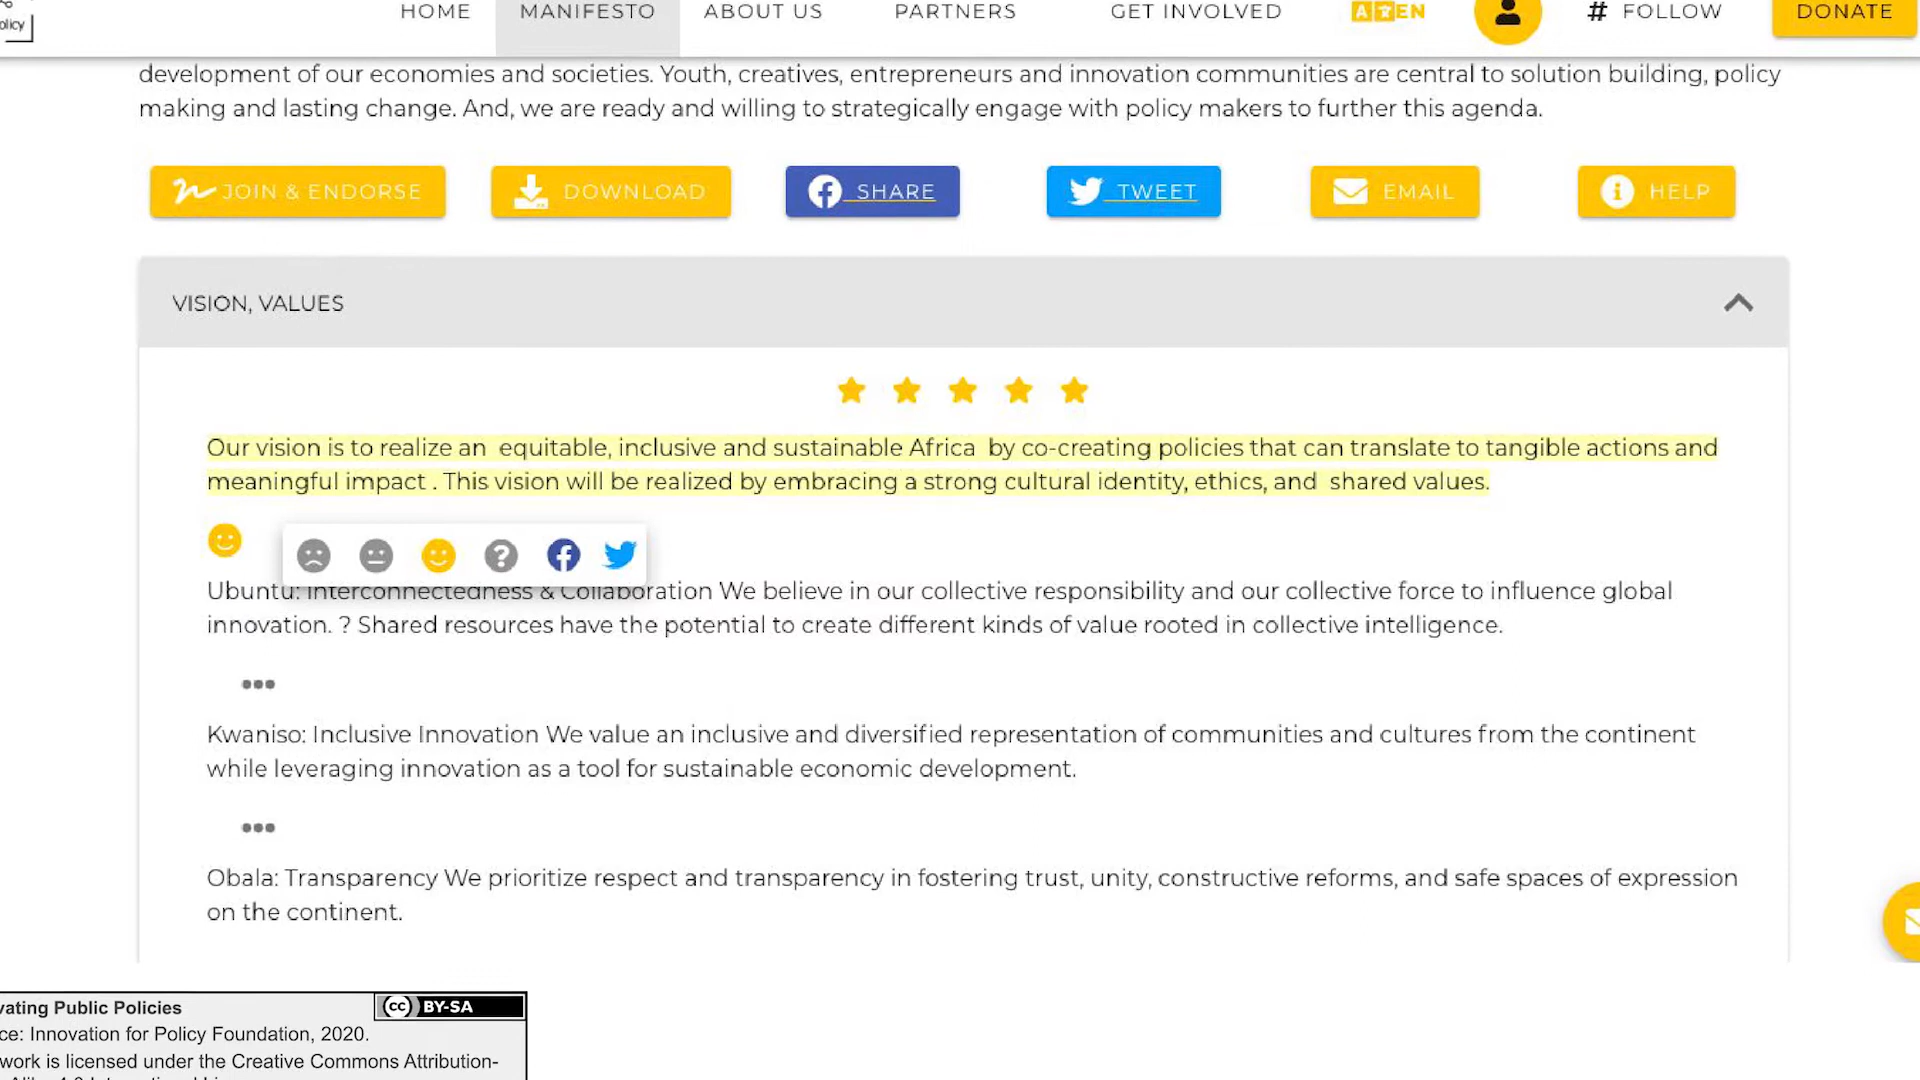 olicy
HOME MANIFESTO ABOUT US PARTNERS GET INVOLVED A EN # FOLLOW DONATE
development of our economies and societies. Youth, creatives, entrepreneurs and innovation communities are central to solution building, policy
making and lasting change. And, we are ready and willing to strategically engage with policy makers to further this agenda.
JOIN & ENDORSE DOWNLOAD SHARE TWEET EMAIL HELP
VISION, VALUES
Our vision is to realize an equitable, inclusive and sustainable Africa by co-creating policies that can translate to tangible actions and
meaningful impact . This vision will be realized by embracing a strong cultural identity, ethics, and shared values.
Ubuntu: Interconnectedness & Collaboration We believe in our collective responsibility and our collective force to influence global
innovation. ? Shared resources have the potential to create different kinds of value rooted in collective intelligence.
Kwaniso: Inclusive Innovation We value an inclusive and diversified representation of communities and cultures from the continent
while leveraging innovation as a tool for sustainable economic development.
Obala: Transparency We prioritize respect and transparency in fostering trust, unity, constructive reforms, and safe spaces of expression
on the continent.
vating Public Policies
cc BY-SA
ce: Innovation for Policy Foundation, 2020.
work is licensed under the Creative Commons Attribution-